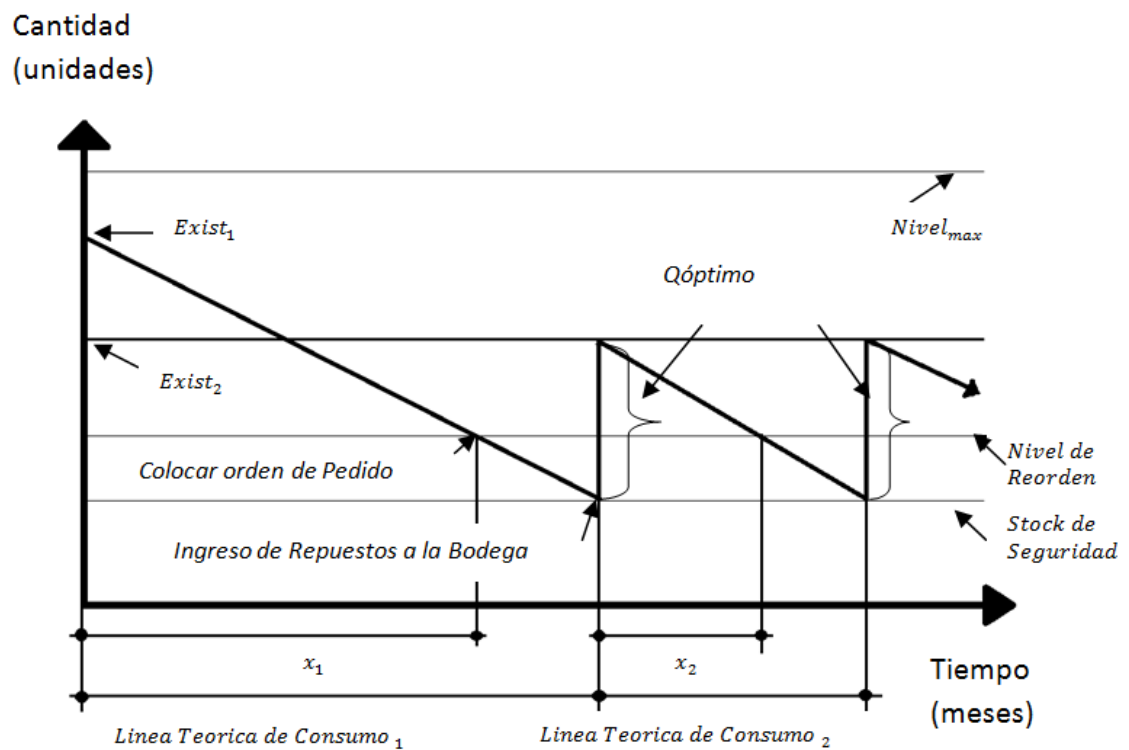 Cantidad
(unidades)
Exist₁
Nivelₘₐₓ
Qóptimo
Exist₂
Colocar orden de Pedido
Nivel de
Reorden
Stock de
Seguridad
Ingreso de Repuestos a la Bodega
x₁
x₂
Tiempo
(meses)
Linea Teorica de Consumo ₁
Linea Teorica de Consumo ₂